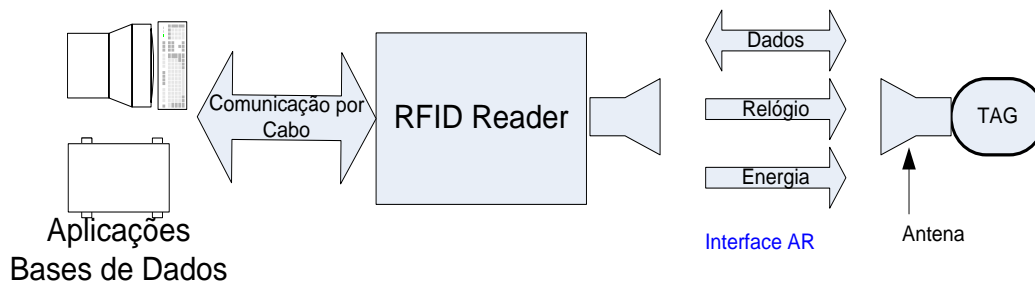 Dados
Comunicação por
Cabo
RFID Reader
Relógio
TAG
Energia
Aplicações
Bases de Dados
Interface AR
Antena